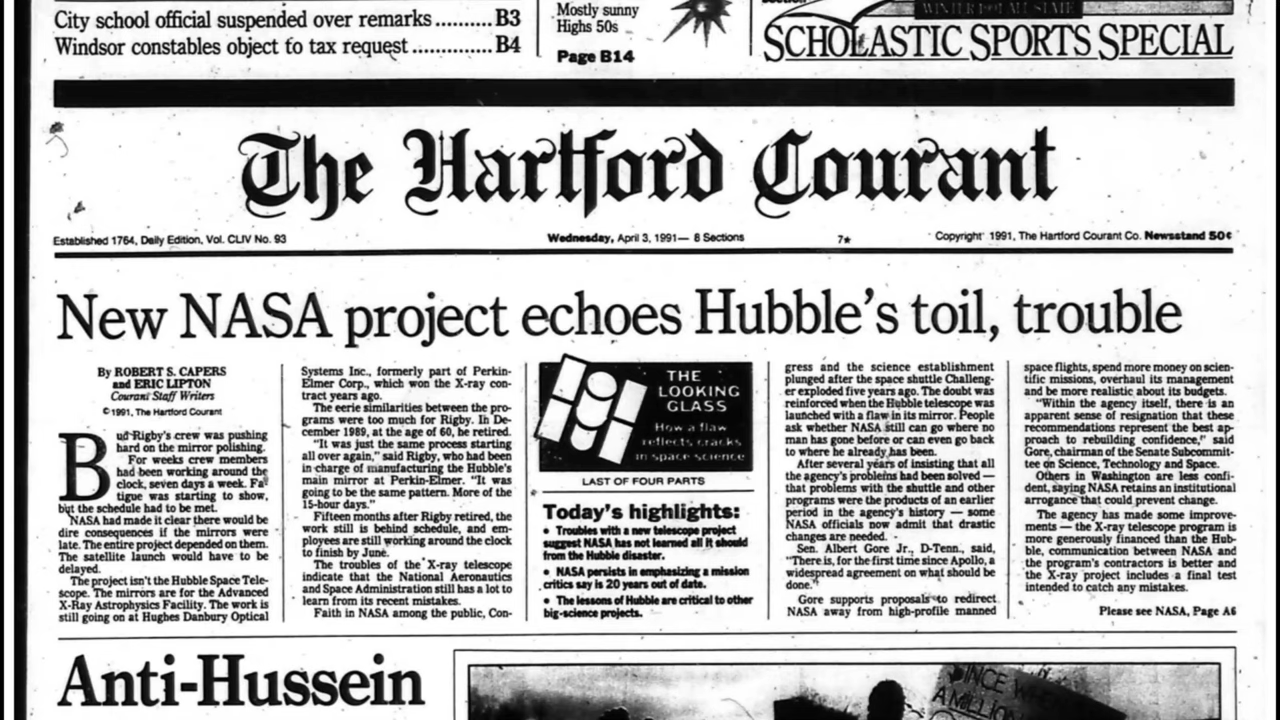 City school official suspended over remarks .......... B3
Windsor constables object to tax request .............. B4
Mostly sunny
Highs 50s
Page B14
SCHOLASTIC SPORTS SPECIAL
The Hartford Courant
Established 1764, Daily Edition, Vol. CLIV No. 93
Wednesday, April 3, 1991— 8 Sections
7★
Copyright 1991, The Hartford Courant Co. Newsstand 50¢
New NASA project echoes Hubble's toil, trouble
By ROBERT S. CAPERS
and ERIC LIPTON
Courant Staff Writers
©1991, The Hartford Courant
Bud Rigby's crew was pushing
hard on the mirror polishing.
For weeks crew members
had been working around the
clock, seven days a week. Fa-
tigue was starting to show,
but the schedule had to be met.
NASA had made it clear there would be
dire consequences if the mirrors were
late. The entire project depended on them.
The satellite launch would have to be
delayed.
The project isn't the Hubble Space Tele-
scope. The mirrors are for the Advanced
X-Ray Astrophysics Facility. The work is
still going on at Hughes Danbury Optical
Systems Inc., formerly part of Perkin-
Elmer Corp., which won the X-ray con-
tract years ago.
The eerie similarities between the pro-
grams were too much for Rigby. In De-
cember 1989, at the age of 60, he retired.
"It was just the same process starting
all over again," said Rigby, who had been
in charge of manufacturing the Hubble's
main mirror at Perkin-Elmer. "It was
going to be the same pattern. More of the
15-hour days."
Fifteen months after Rigby retired, the
work still is behind schedule, and em-
ployees are still working around the clock
to finish by June.
The troubles of the X-ray telescope
indicate that the National Aeronautics
and Space Administration still has a lot to
learn from its recent mistakes.
Faith in NASA among the public, Con-
THE
LOOKING
GLASS
How a flaw
reflects cracks
in space science
LAST OF FOUR PARTS
Today's highlights:
• Troubles with a new telescope project
suggest NASA has not learned all it should
from the Hubble disaster.
• NASA persists in emphasizing a mission
critics say is 20 years out of date.
• The lessons of Hubble are critical to other
big-science projects.
gress and the science establishment
plunged after the space shuttle Challeng-
er exploded five years ago. The doubt was
reinforced when the Hubble telescope was
launched with a flaw in its mirror. People
ask whether NASA still can go where no
man has gone before or can even go back
to where he already has been.
After several years of insisting that all
the agency's problems had been solved —
that problems with the shuttle and other
programs were the products of an earlier
period in the agency's history — some
NASA officials now admit that drastic
changes are needed.
Sen. Albert Gore Jr., D-Tenn., said,
"There is, for the first time since Apollo, a
widespread agreement on what should be
done."
Gore supports proposals to redirect
NASA away from high-profile manned
space flights, spend more money on scien-
tific missions, overhaul its management
and be more realistic about its budgets.
"Within the agency itself, there is an
apparent sense of resignation that these
recommendations represent the best ap-
proach to rebuilding confidence," said
Gore, chairman of the Senate Subcommit-
tee on Science, Technology and Space.
Others in Washington are less confi-
dent, saying NASA retains an institutional
arrogance that could prevent change.
The agency has made some improve-
ments — the X-ray telescope program is
more generously financed than the Hub-
ble, communication between NASA and
the program's contractors is better and
the X-ray project includes a final test
intended to catch any mistakes.
Please see NASA, Page A6
Anti-Hussein
A MILLION